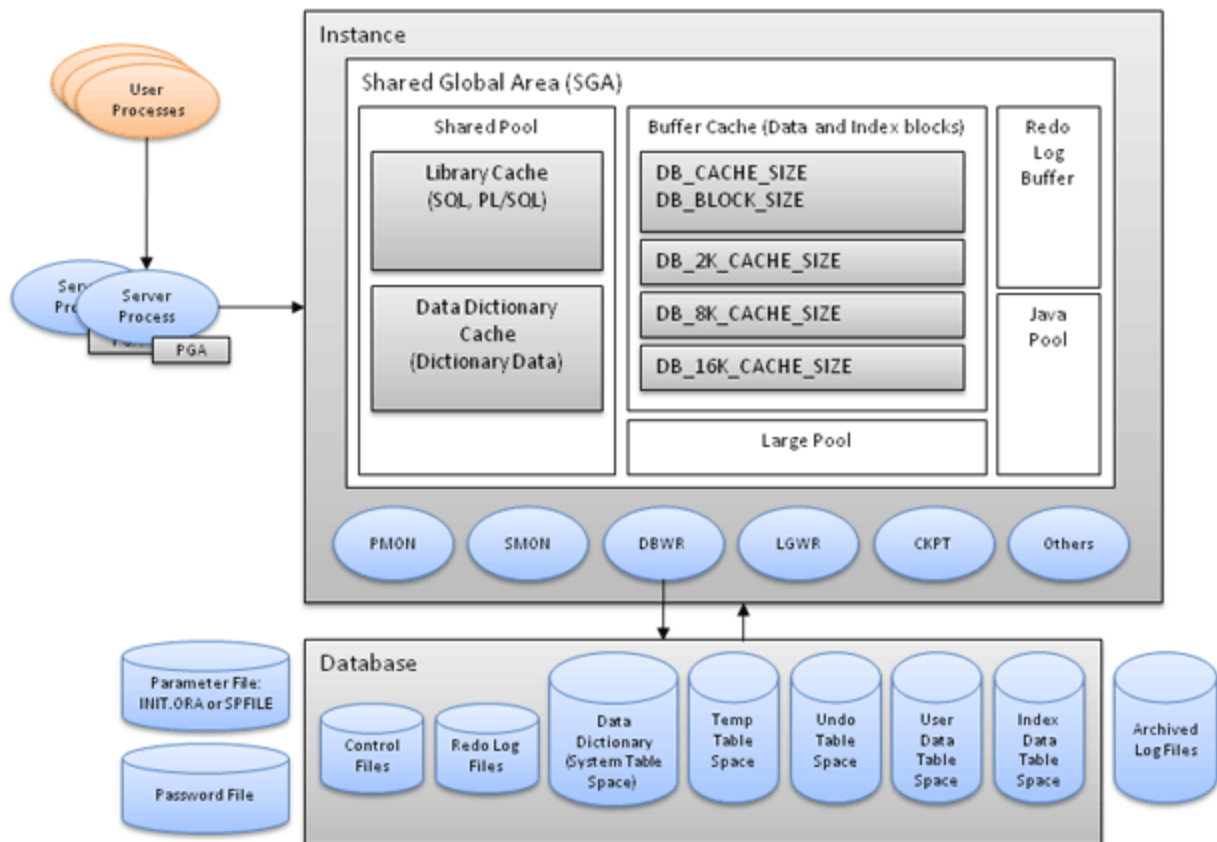 Instance
Shared Global Area (SGA)
User
Processes
Shared Pool
Library Cache
(SQL, PL/SQL)
Data Dictionary
Cache
(Dictionary Data)
Buffer Cache (Data and Index blocks)
DB_CACHE_SIZE
DB_BLOCK_SIZE
DB_2K_CACHE_SIZE
DB_8K_CACHE_SIZE
DB_16K_CACHE_SIZE
Large Pool
Redo
Log
Buffer
Java
Pool
Server
Process
PGA
PMON
SMON
DBWR
LGWR
CKPT
Others
Database
Parameter File:
INIT.ORA or SPFILE
Password File
Control
Files
Redo Log
Files
Data
Dictionary
(System Table
Space)
Temp
Table
Space
Undo
Table
Space
User
Data
Table
Space
Index
Data
Table
Space
Archived
Log Files